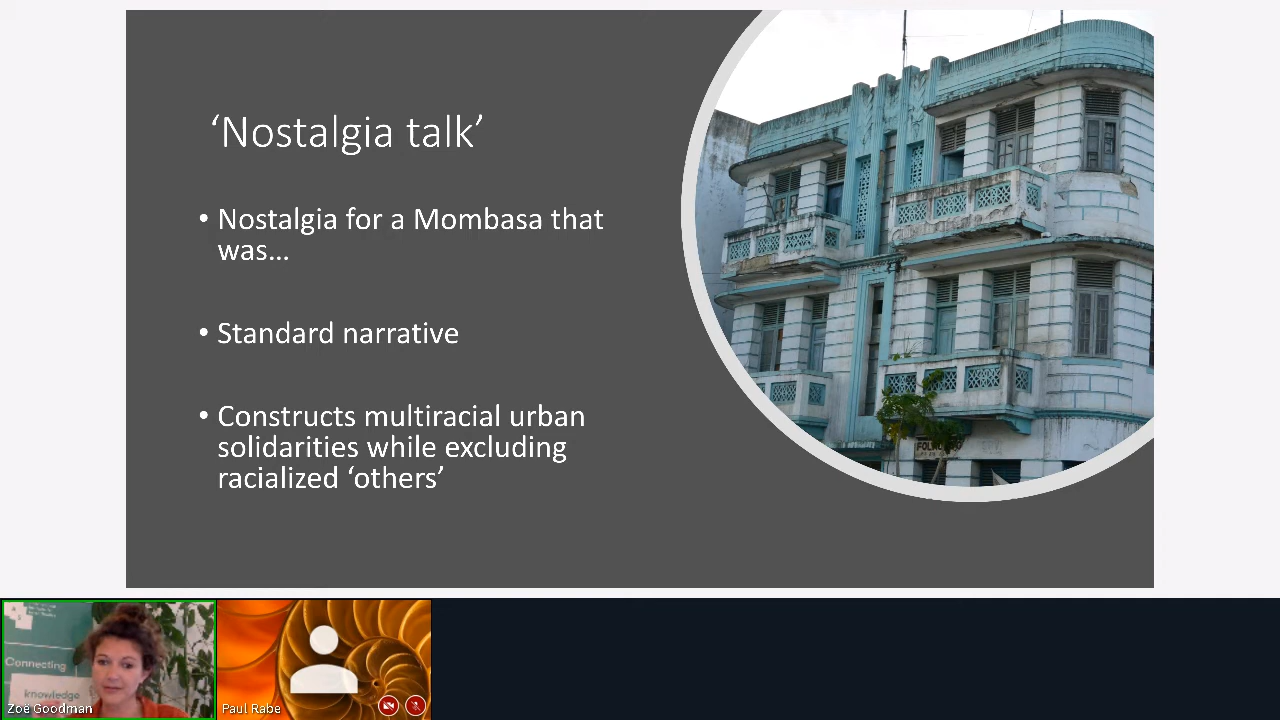 ‘Nostalgia talk’
• Nostalgia for a Mombasa that
was...
• Standard narrative
• Constructs multiracial urban
solidarities while excluding
racialized ‘others’
Connecting
knowledge
Zoë Goodman
Paul Rabe